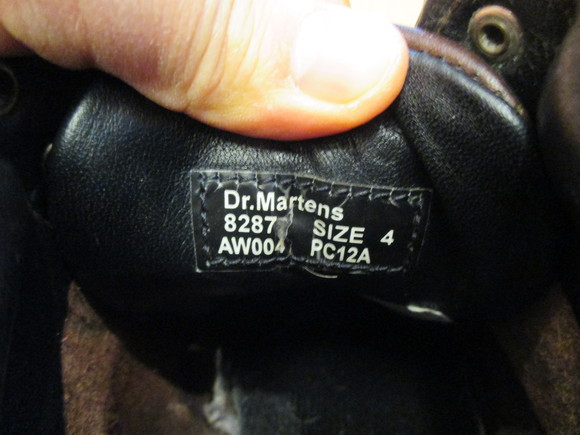 Dr.Martens
8287 SIZE 4
AW004 PC12A